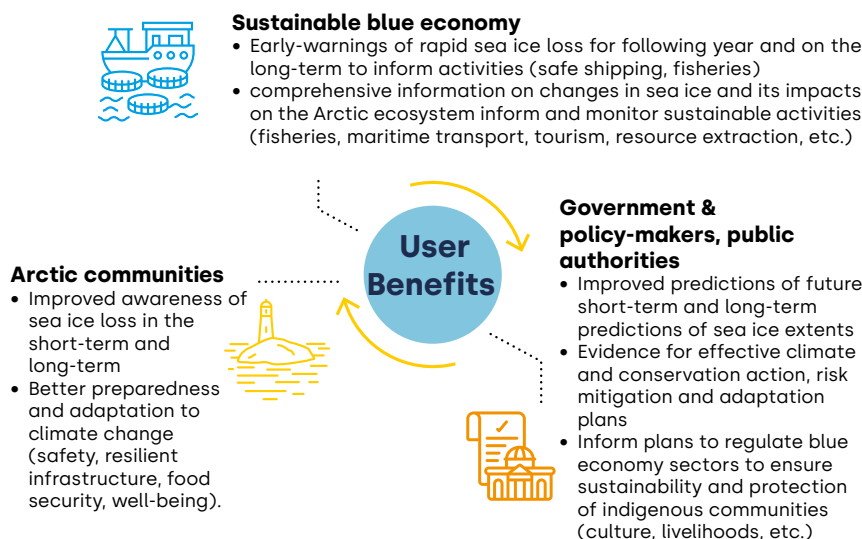 Sustainable blue economy
• Early-warnings of rapid sea ice loss for following year and on the
long-term to inform activities (safe shipping, fisheries)
• comprehensive information on changes in sea ice and its impacts
on the Arctic ecosystem inform and monitor sustainable activities
(fisheries, maritime transport, tourism, resource extraction, etc.)
User
Benefits
Government &
policy-makers, public
authorities
• Improved predictions of future
short-term and long-term
predictions of sea ice extents
• Evidence for effective climate
and conservation action, risk
mitigation and adaptation
plans
• Inform plans to regulate blue
economy sectors to ensure
sustainability and protection
of indigenous communities
(culture, livelihoods, etc.)
Arctic communities
• Improved awareness of
sea ice loss in the
short-term and
long-term
• Better preparedness
and adaptation to
climate change
(safety, resilient
infrastructure, food
security, well-being).